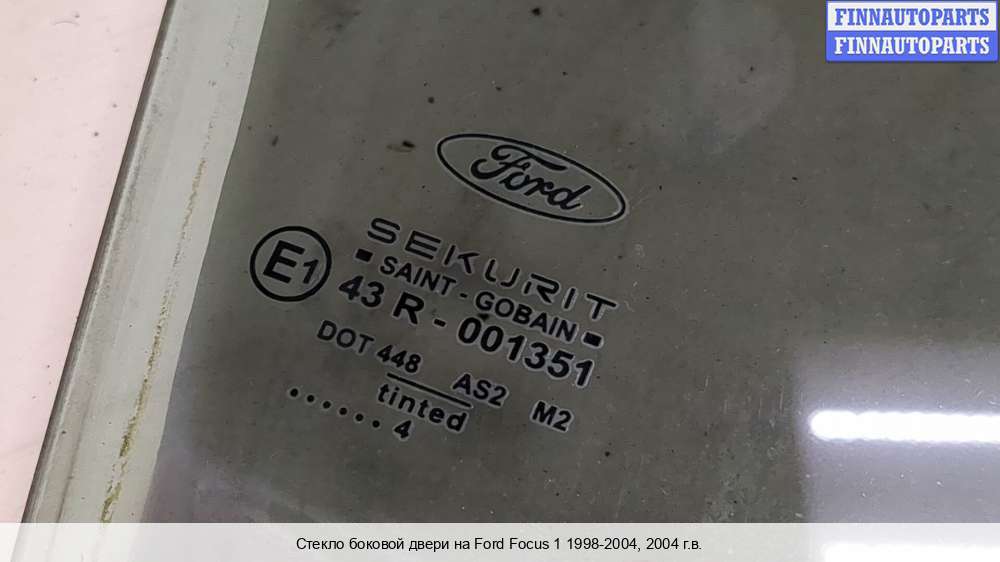 FINNAUTOPARTS
FINNAUTOPARTS
Ford
SEKURIT
SAINT - GOBAIN
E1
43 R - 001351
DOT 448 AS2 M2
tinted
...... 4
Стекло боковой двери на Ford Focus 1 1998-2004, 2004 г.в.